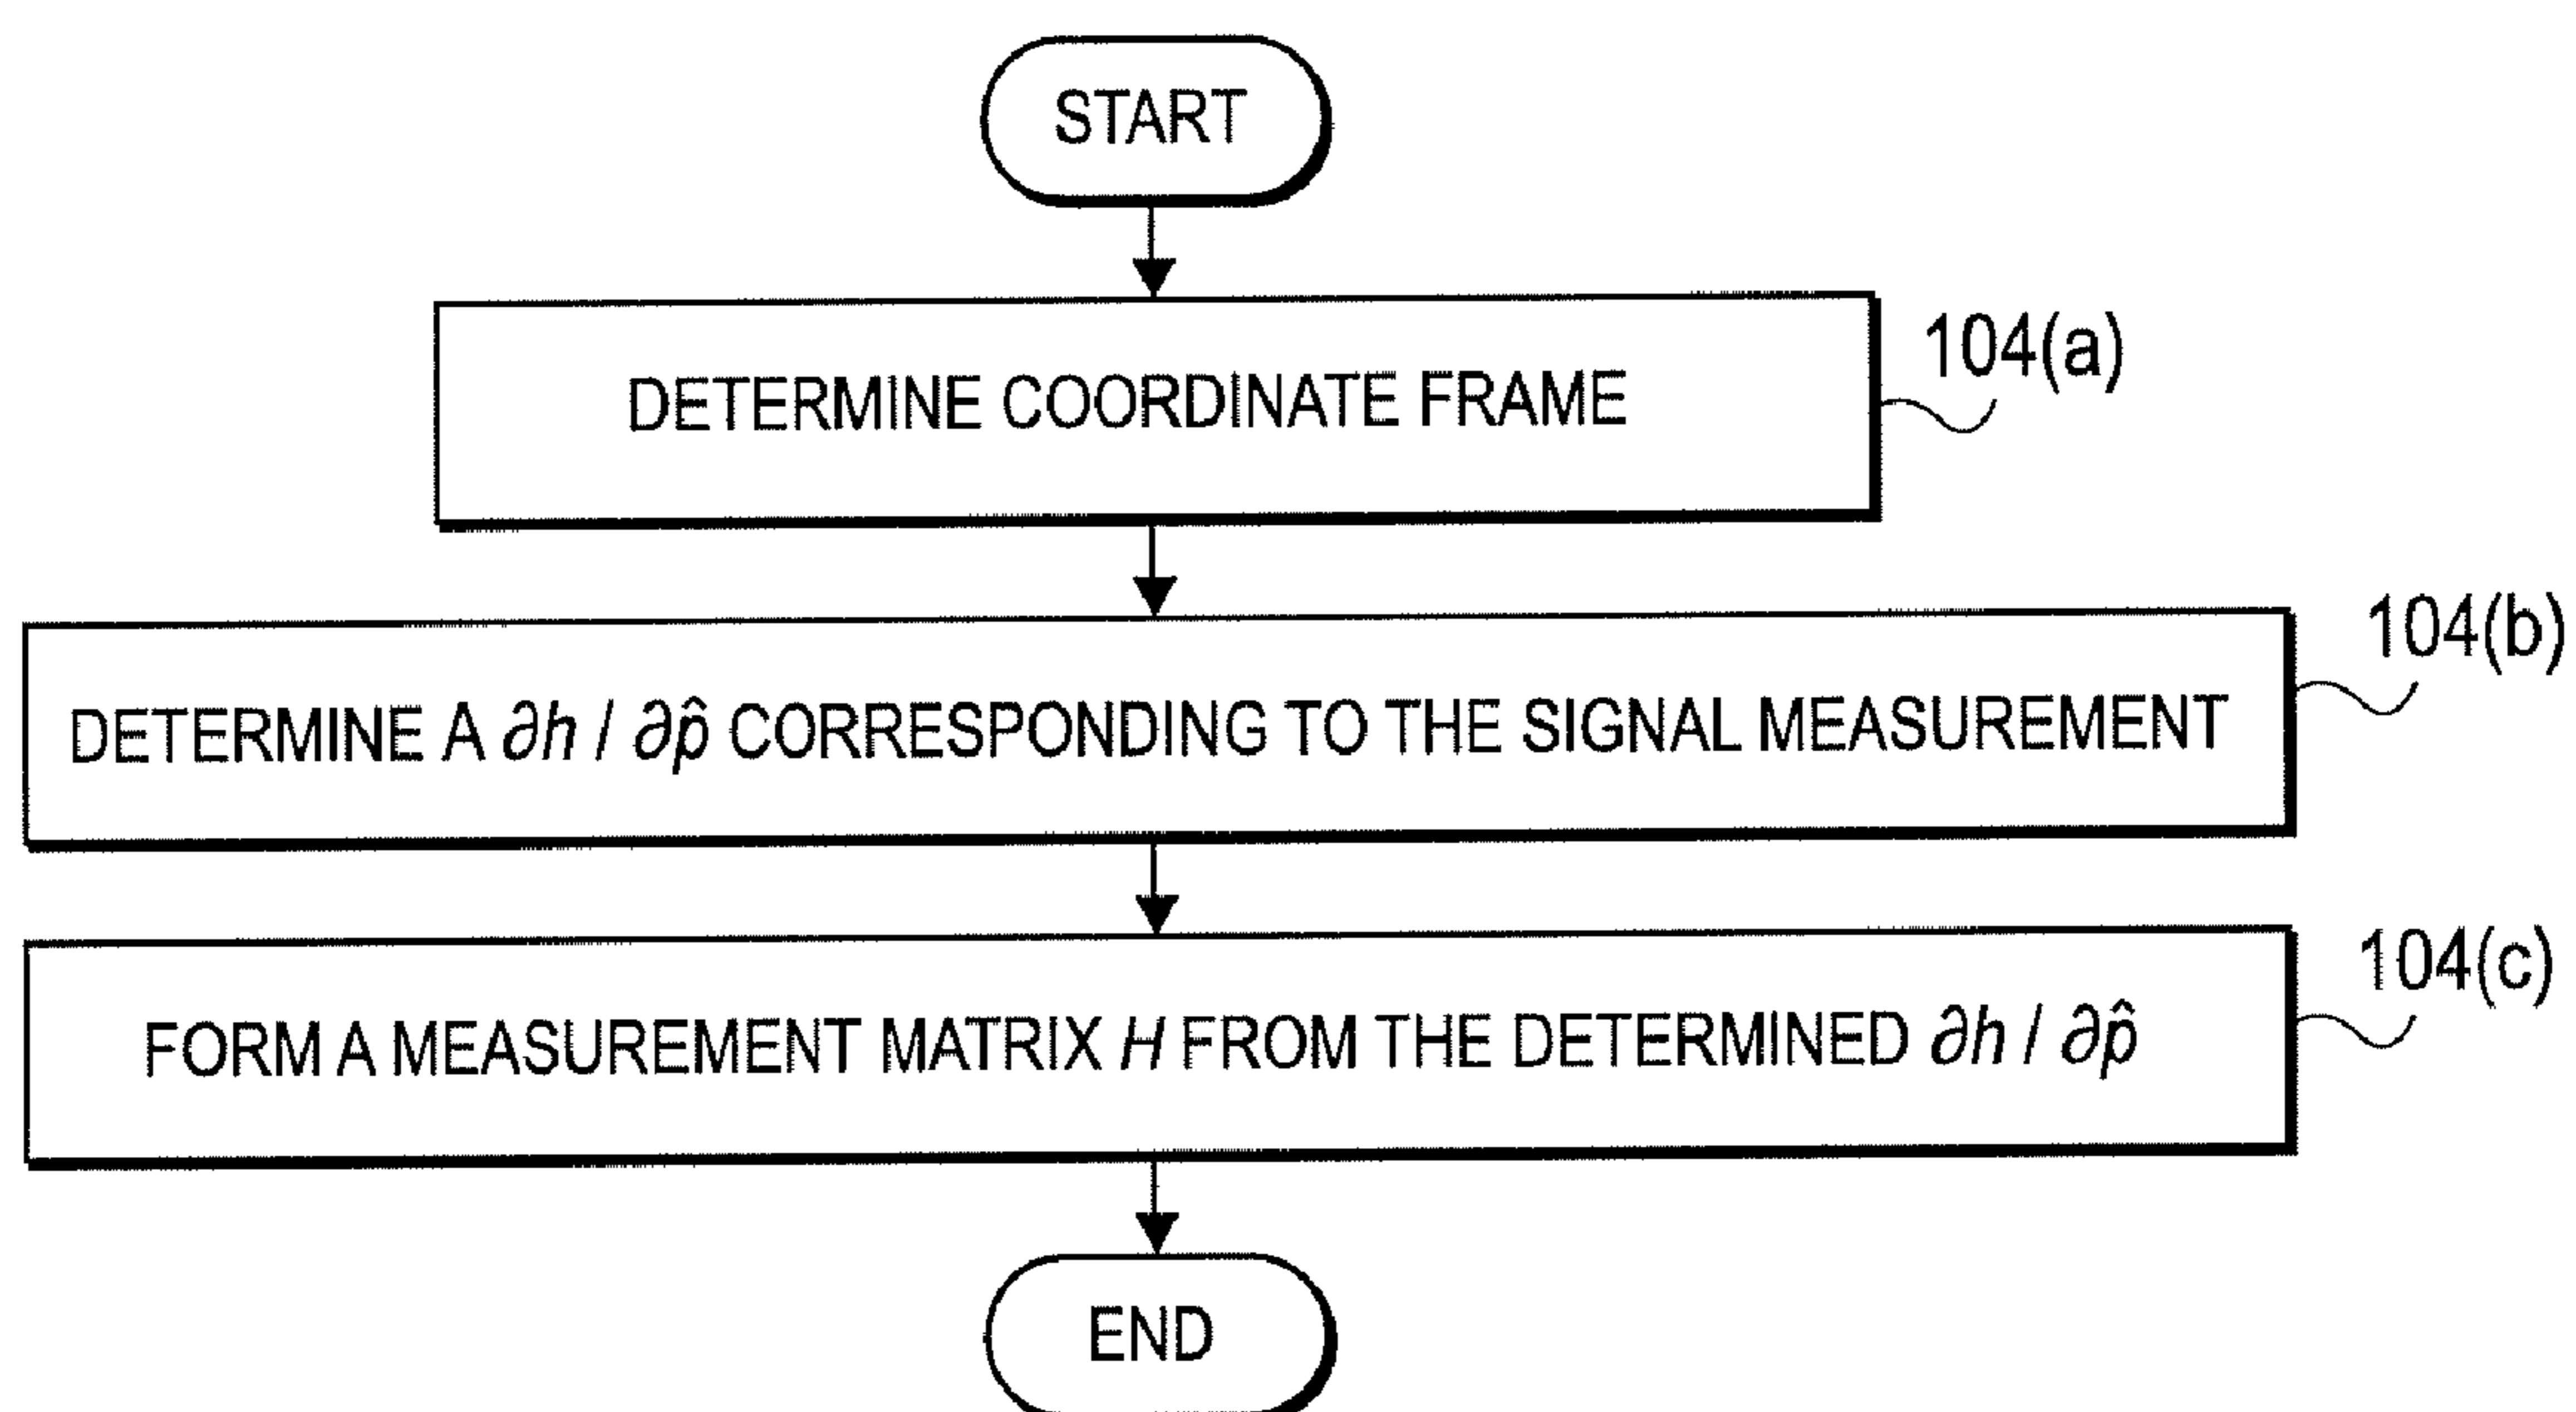 START
DETERMINE COORDINATE FRAME
104(a)
DETERMINE A ∂h / ∂p̂ CORRESPONDING TO THE SIGNAL MEASUREMENT
104(b)
FORM A MEASUREMENT MATRIX H FROM THE DETERMINED ∂h / ∂p̂
104(c)
END